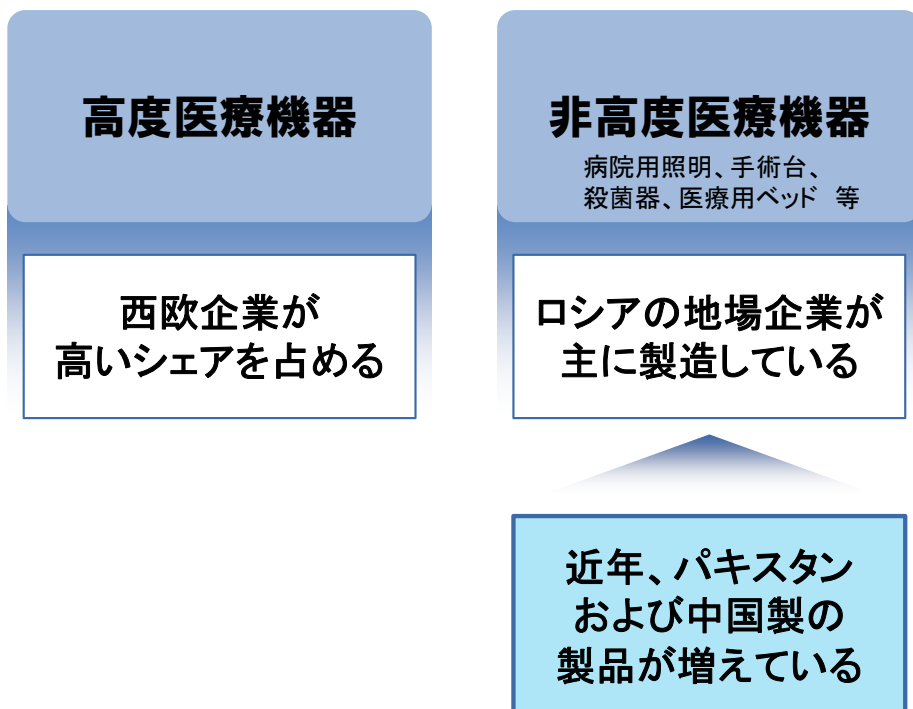 高度医療機器
西欧企業が
高いシェアを占める
非高度医療機器
病院用照明、手術台、
殺菌器、医療用ベッド 等
ロシアの地場企業が
主に製造している
近年、パキスタン
および中国製の
製品が増えている